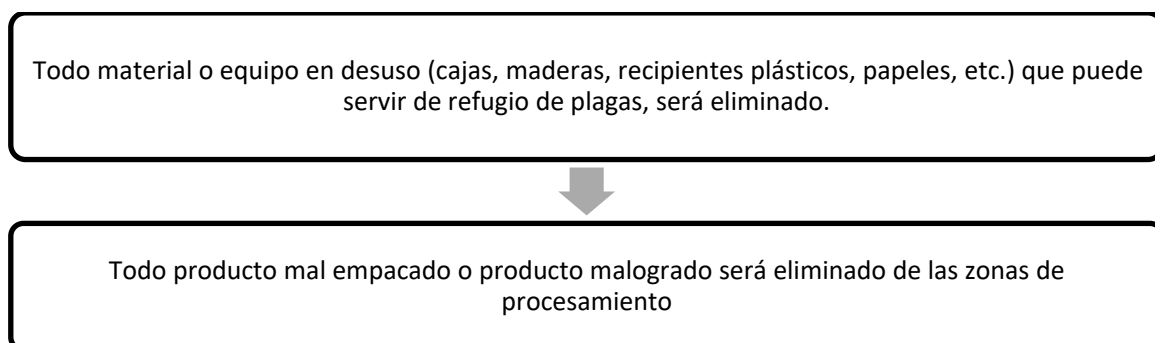 Todo material o equipo en desuso (cajas, maderas, recipientes plásticos, papeles, etc.) que puede
servir de refugio de plagas, será eliminado.
Todo producto mal empacado o producto malogrado será eliminado de las zonas de
procesamiento